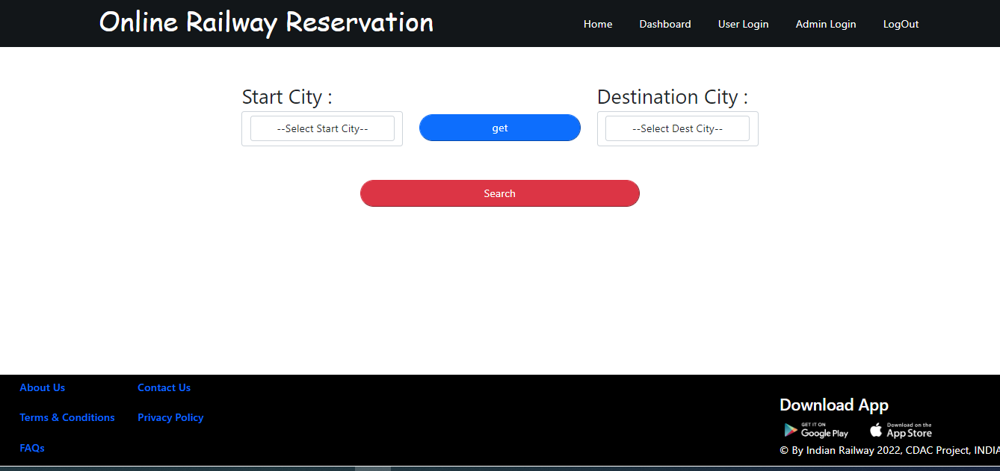 Online Railway Reservation
Home Dashboard User Login Admin Login LogOut
Start City : Destination City :
--Select Start City-- get --Select Dest City--
Search
About Us Contact Us
Terms & Conditions Privacy Policy
FAQs
Download App
GET IT ON Google Play Download on the App Store
© By Indian Railway 2022, CDAC Project, INDIA